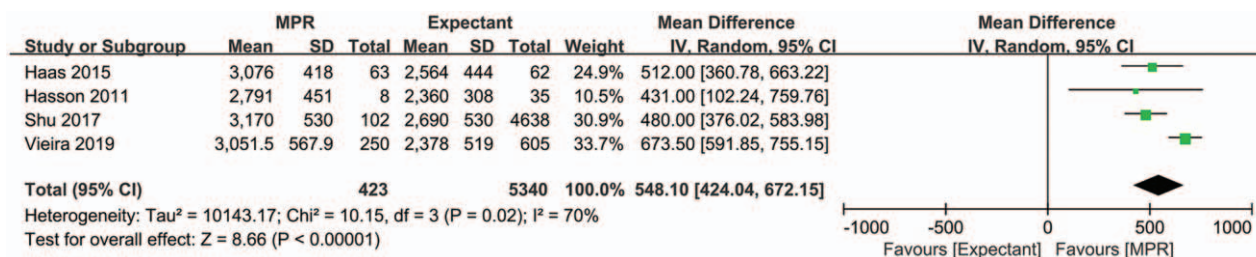 MPR Expectant Mean Difference Mean Difference
Study or Subgroup Mean SD Total Mean SD Total Weight IV, Random, 95% CI IV, Random, 95% CI
Haas 2015 3,076 418 63 2,564 444 62 24.9% 512.00 [360.78, 663.22]
Hasson 2011 2,791 451 8 2,360 308 35 10.5% 431.00 [102.24, 759.76]
Shu 2017 3,170 530 102 2,690 530 4638 30.9% 480.00 [376.02, 583.98]
Vieira 2019 3,051.5 567.9 250 2,378 519 605 33.7% 673.50 [591.85, 755.15]
Total (95% CI) 423 5340 100.0% 548.10 [424.04, 672.15]
Heterogeneity: Tau² = 10143.17; Chi² = 10.15, df = 3 (P = 0.02); I² = 70%
Test for overall effect: Z = 8.66 (P < 0.00001)
-1000 -500 0 500 1000
Favours [Expectant] Favours [MPR]